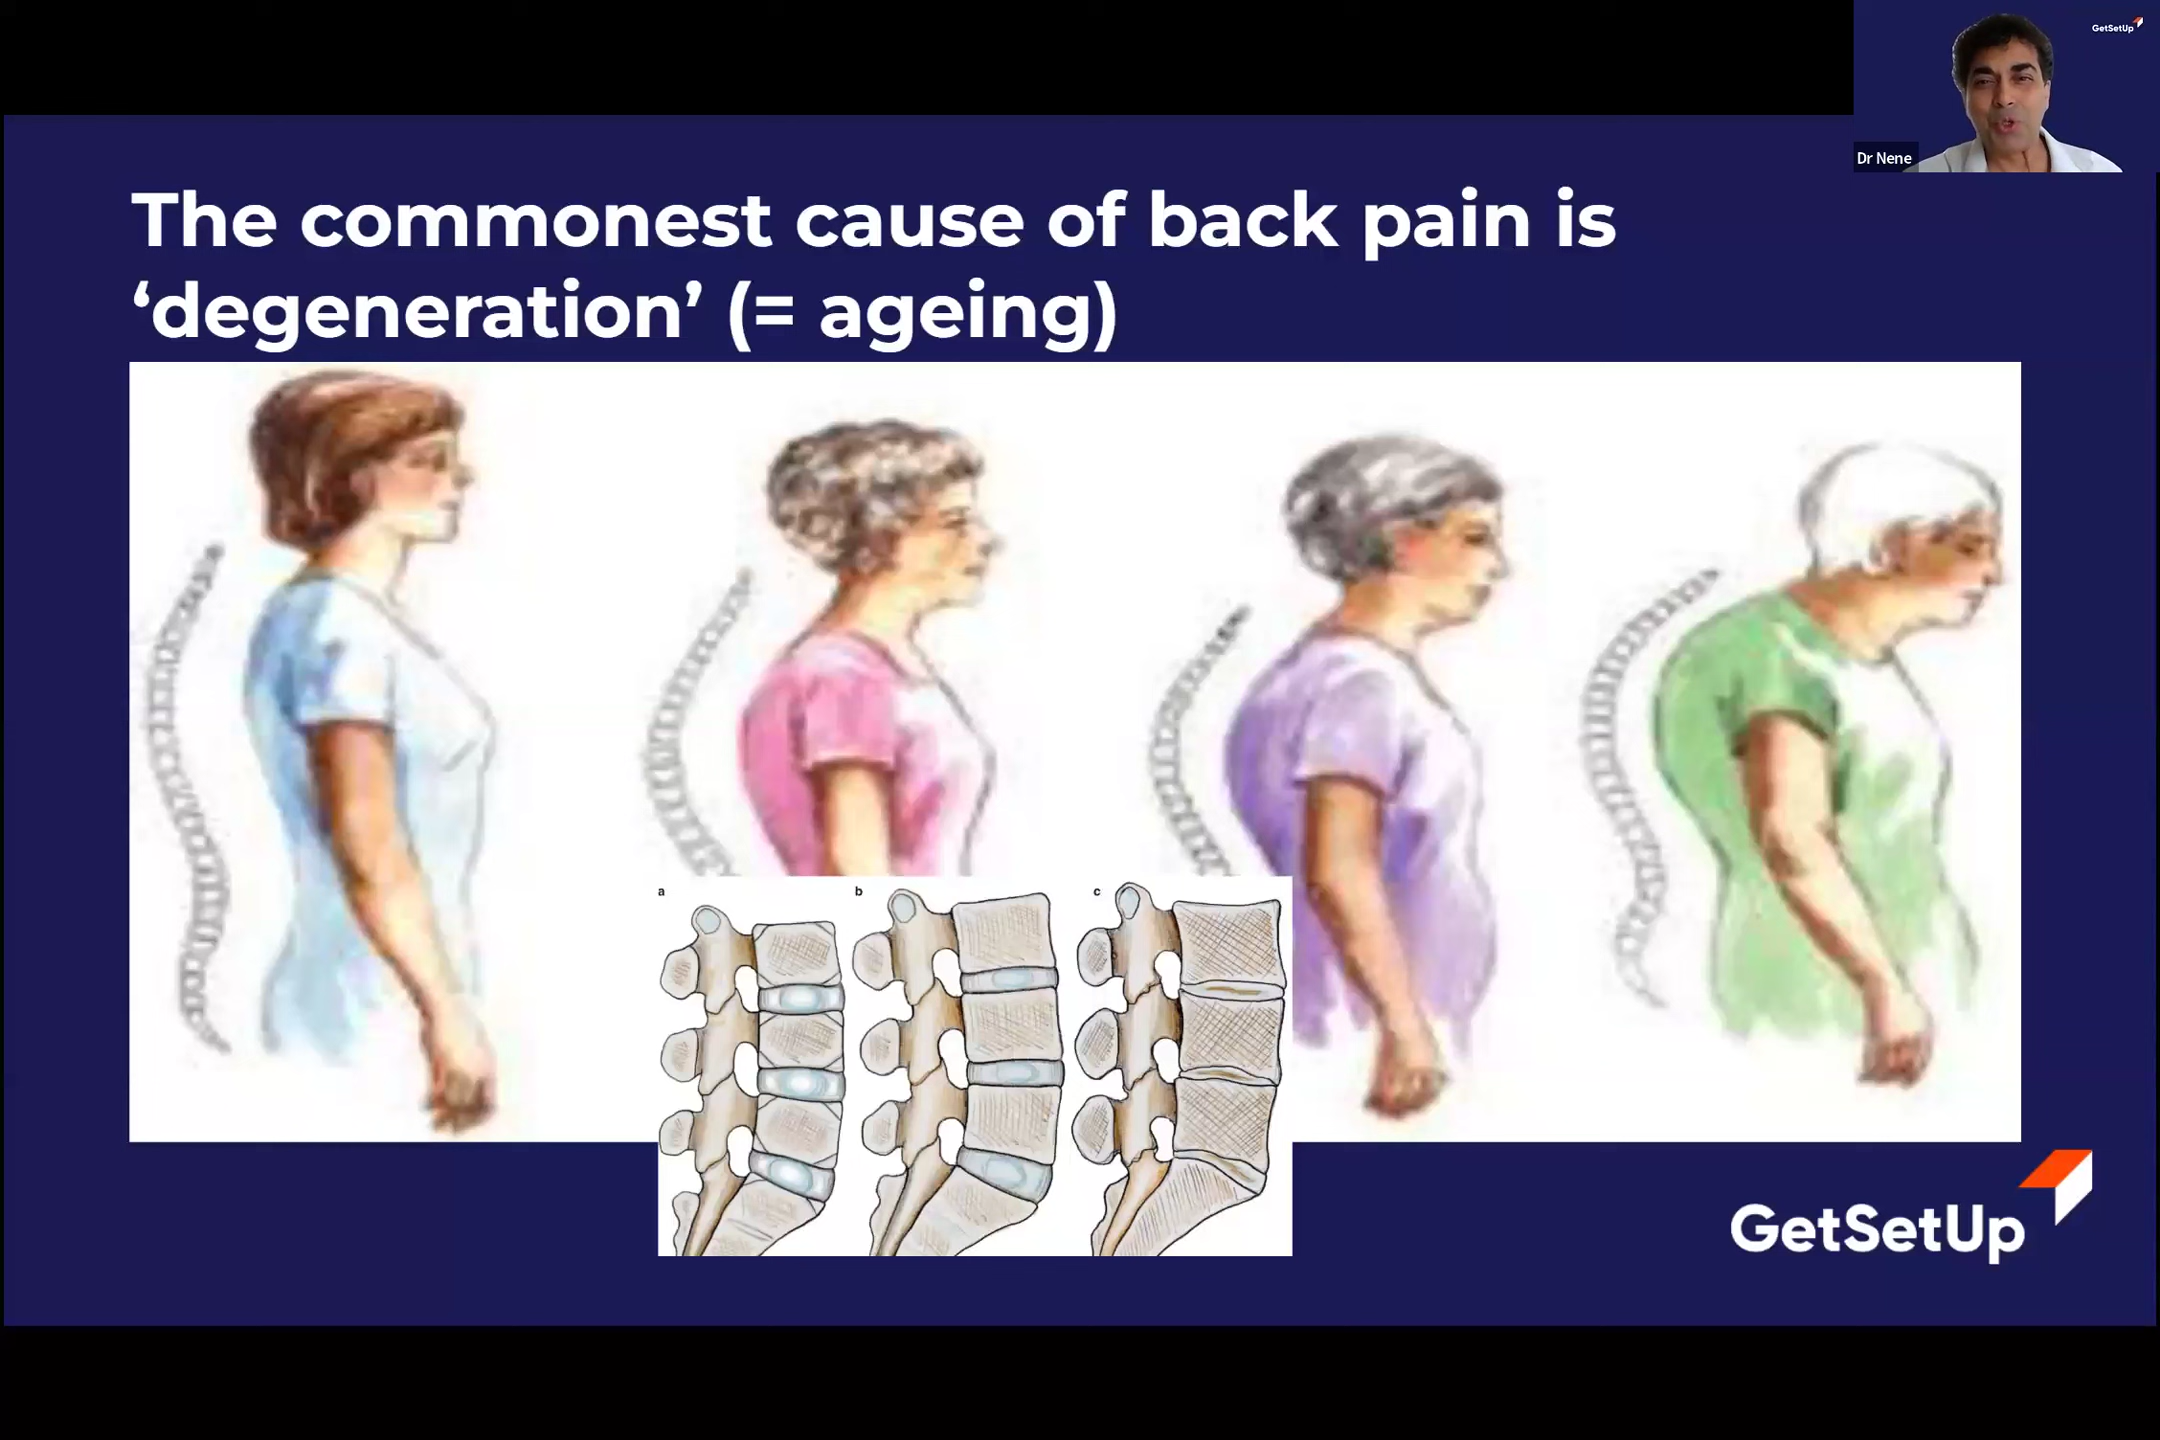 GetSetUp
Dr Nene
The commonest cause of back pain is
‘degeneration’ (= ageing)
a b c
GetSetUp